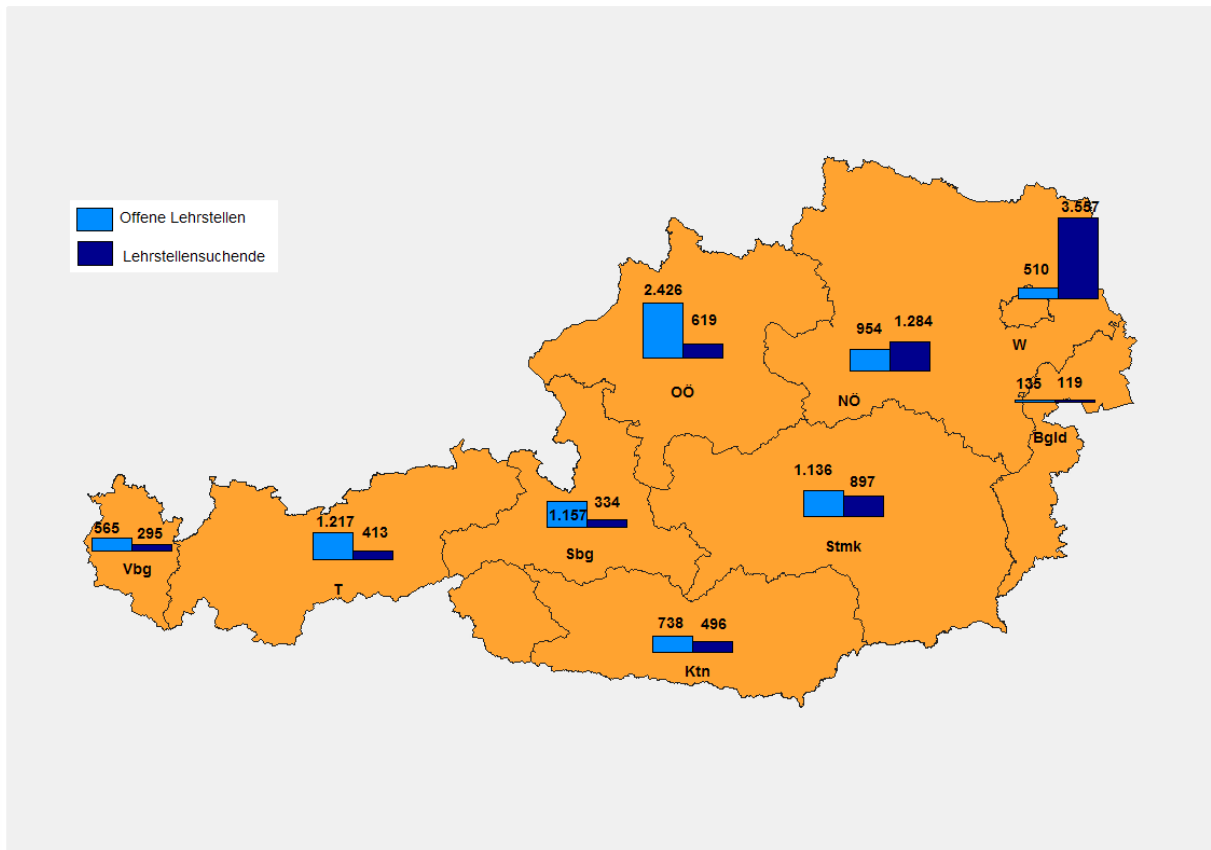 Offene Lehrstellen
Lehrstellensuchende
3.557
510
W
2.426
619
OÖ
954
1.284
NÖ
135
119
Bgld
1.136
897
Stmk
1.157
334
Sbg
1.217
413
T
565
295
Vbg
738
496
Ktn